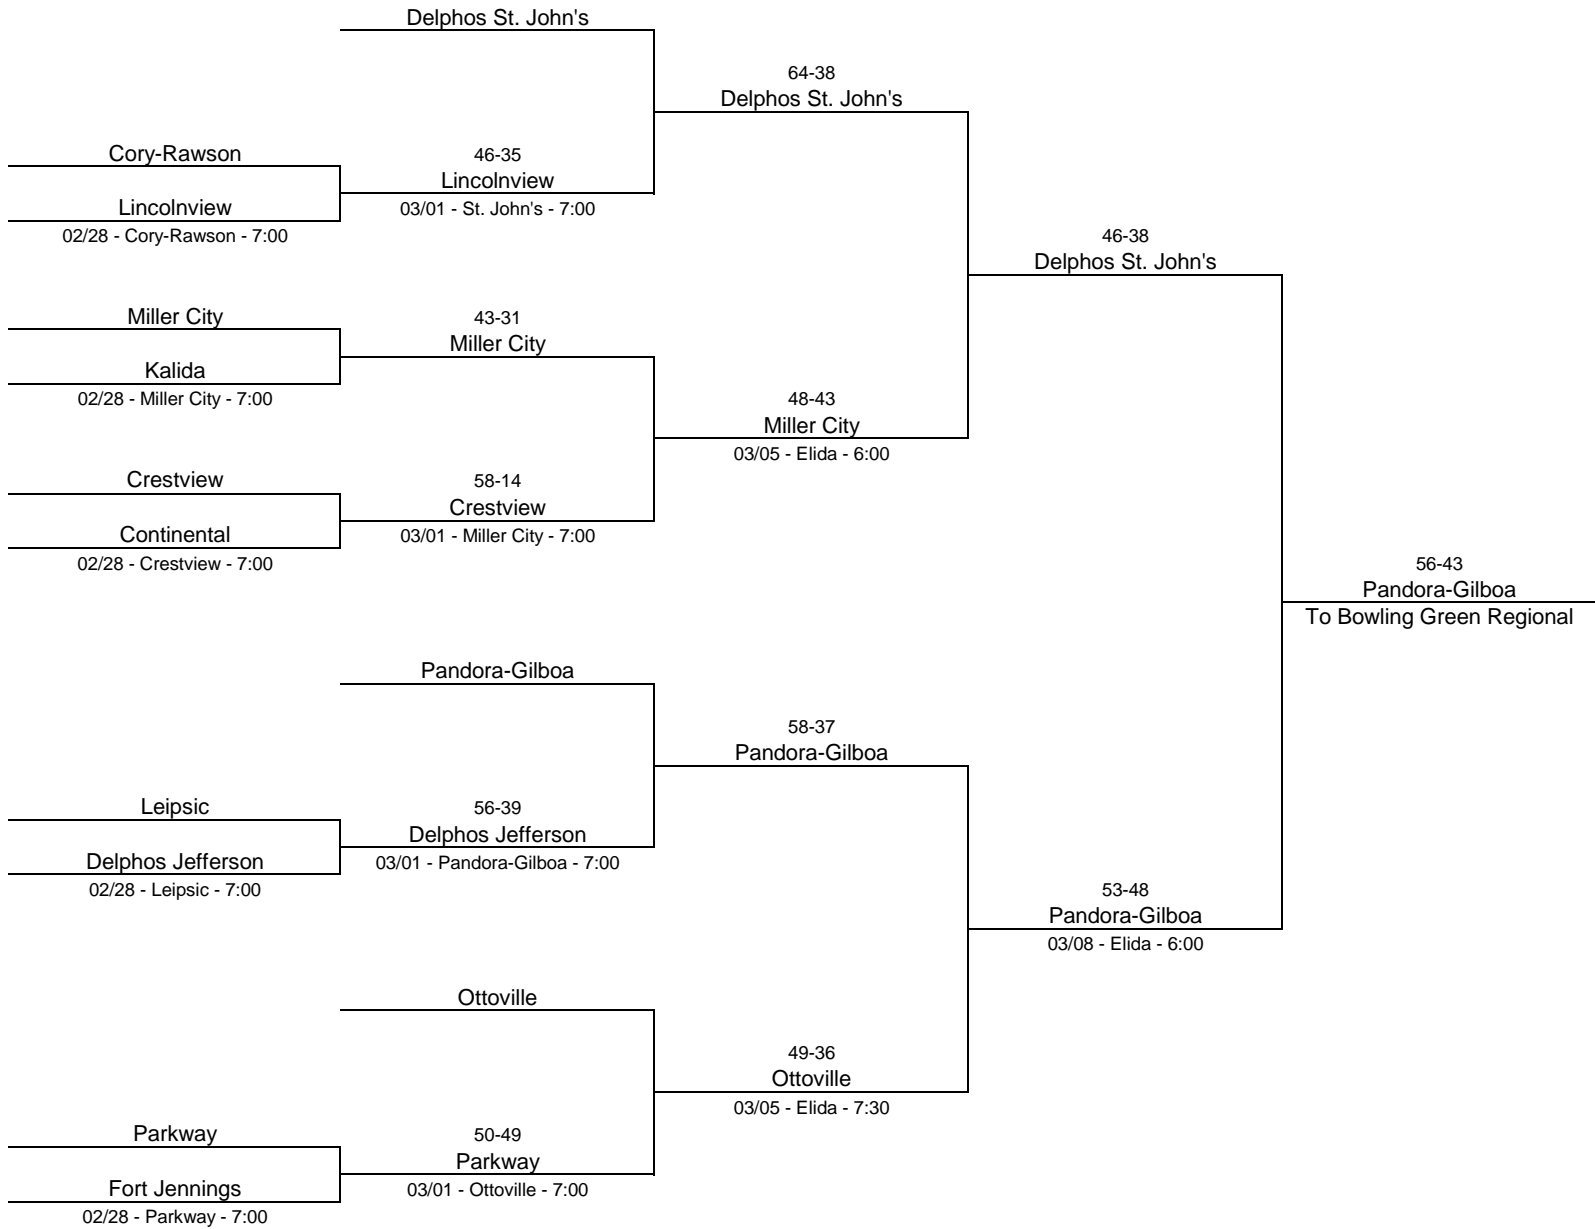 Delphos St. John's
64-38
Delphos St. John's
Cory-Rawson
46-35
Lincolnview
Lincolnview
03/01 - St. John's - 7:00
02/28 - Cory-Rawson - 7:00
46-38
Delphos St. John's
Miller City
43-31
Miller City
Kalida
02/28 - Miller City - 7:00
48-43
Miller City
03/05 - Elida - 6:00
Crestview
58-14
Crestview
Continental
03/01 - Miller City - 7:00
02/28 - Crestview - 7:00
56-43
Pandora-Gilboa
To Bowling Green Regional
Pandora-Gilboa
58-37
Pandora-Gilboa
Leipsic
56-39
Delphos Jefferson
Delphos Jefferson
03/01 - Pandora-Gilboa - 7:00
02/28 - Leipsic - 7:00
53-48
Pandora-Gilboa
03/08 - Elida - 6:00
Ottoville
49-36
Ottoville
03/05 - Elida - 7:30
Parkway
50-49
Parkway
Fort Jennings
03/01 - Ottoville - 7:00
02/28 - Parkway - 7:00